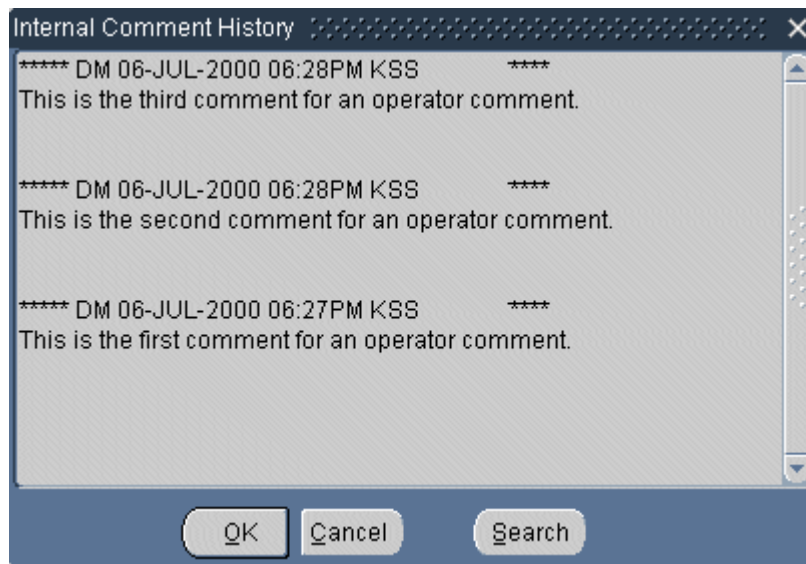 Internal Comment History
***** DM 06-JUL-2000 06:28PM KSS ****
This is the third comment for an operator comment.
***** DM 06-JUL-2000 06:28PM KSS ****
This is the second comment for an operator comment.
***** DM 06-JUL-2000 06:27PM KSS ****
This is the first comment for an operator comment.
OK Cancel Search